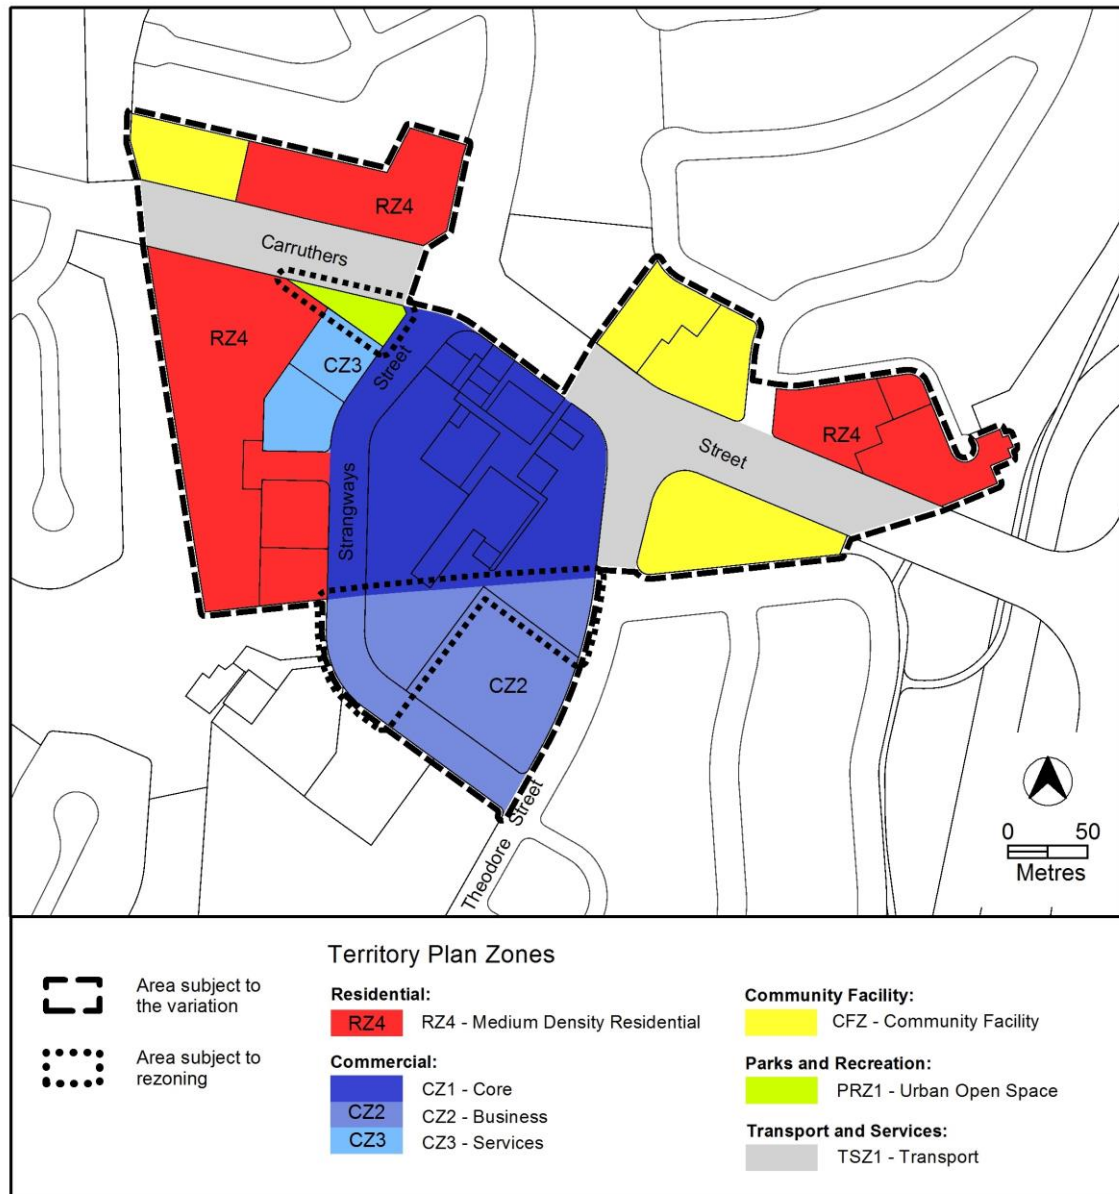 RZ4
Carruthers
RZ4
CZ3
Street
Street
RZ4
Strangways
CZ2
Theodore Street
0 50
Metres
Territory Plan Zones
Area subject to
the variation
Area subject to
rezoning
Residential:
RZ4 RZ4 - Medium Density Residential
Commercial:
CZ1 - Core
CZ2 CZ2 - Business
CZ3 CZ3 - Services
Community Facility:
CFZ - Community Facility
Parks and Recreation:
PRZ1 - Urban Open Space
Transport and Services:
TSZ1 - Transport